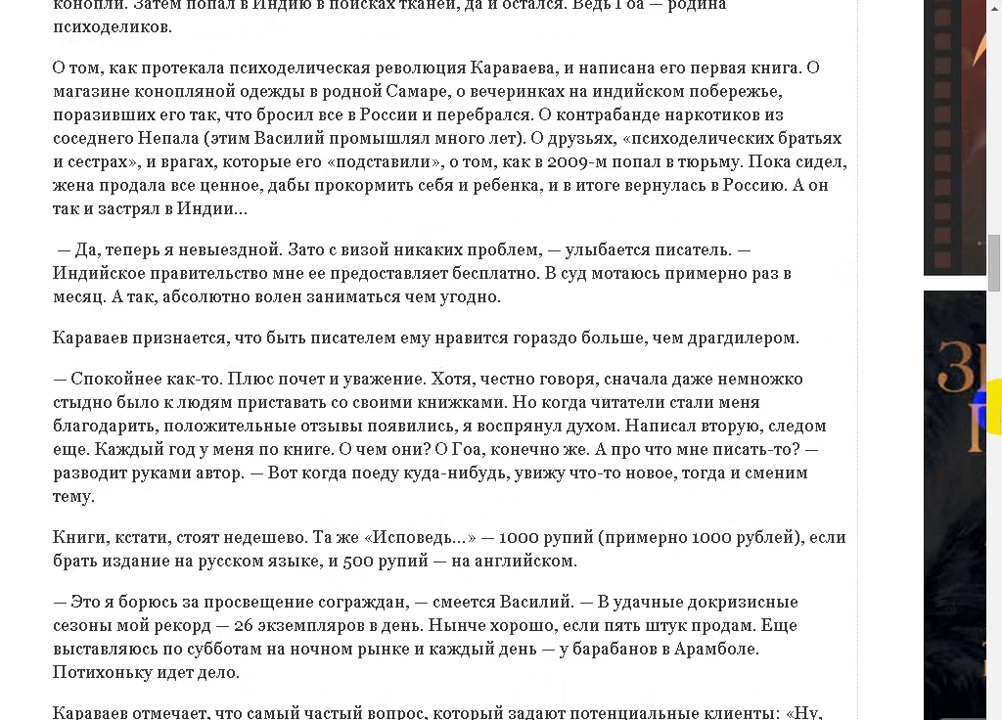 конопли. Затем попал в Индию в поисках тканей, да и остался. Ведь Гоа — родина
психоделиков.
О том, как протекала психоделическая революция Караваева, и написана его первая книга. О
магазине конопляной одежды в родной Самаре, о вечеринках на индийском побережье,
поразивших его так, что бросил все в России и перебрался. О контрабанде наркотиков из
соседнего Непала (этим Василий промышлял много лет). О друзьях, «психоделических братьях
и сестрах», и врагах, которые его «подставили», о том, как в 2009-м попал в тюрьму. Пока сидел,
жена продала все ценное, дабы прокормить себя и ребенка, и в итоге вернулась в Россию. А он
так и застрял в Индии...
— Да, теперь я невыездной. Зато с визой никаких проблем, — улыбается писатель. —
Индийское правительство мне ее предоставляет бесплатно. В суд мотаюсь примерно раз в
месяц. А так, абсолютно волен заниматься чем угодно.
Караваев признается, что быть писателем ему нравится гораздо больше, чем драгдилером.
— Спокойнее как-то. Плюс почет и уважение. Хотя, честно говоря, сначала даже немножко
стыдно было к людям приставать со своими книжками. Но когда читатели стали меня
благодарить, положительные отзывы появились, я воспрянул духом. Написал вторую, следом
еще. Каждый год у меня по книге. О чем они? О Гоа, конечно же. А про что мне писать-то? —
разводит руками автор. — Вот когда поеду куда-нибудь, увижу что-то новое, тогда и сменим
тему.
Книги, кстати, стоят недешево. Та же «Исповедь...» — 1000 рупий (примерно 1000 рублей), если
брать издание на русском языке, и 500 рупий — на английском.
— Это я борюсь за просвещение сограждан, — смеется Василий. — В удачные докризисные
сезоны мой рекорд — 26 экземпляров в день. Нынче хорошо, если пять штук продам. Еще
выставляюсь по субботам на ночном рынке и каждый день — у барабанов в Арамболе.
Потихоньку идет дело.
Караваев отмечает, что самый частый вопрос, который задают потенциальные клиенты: «Ну,